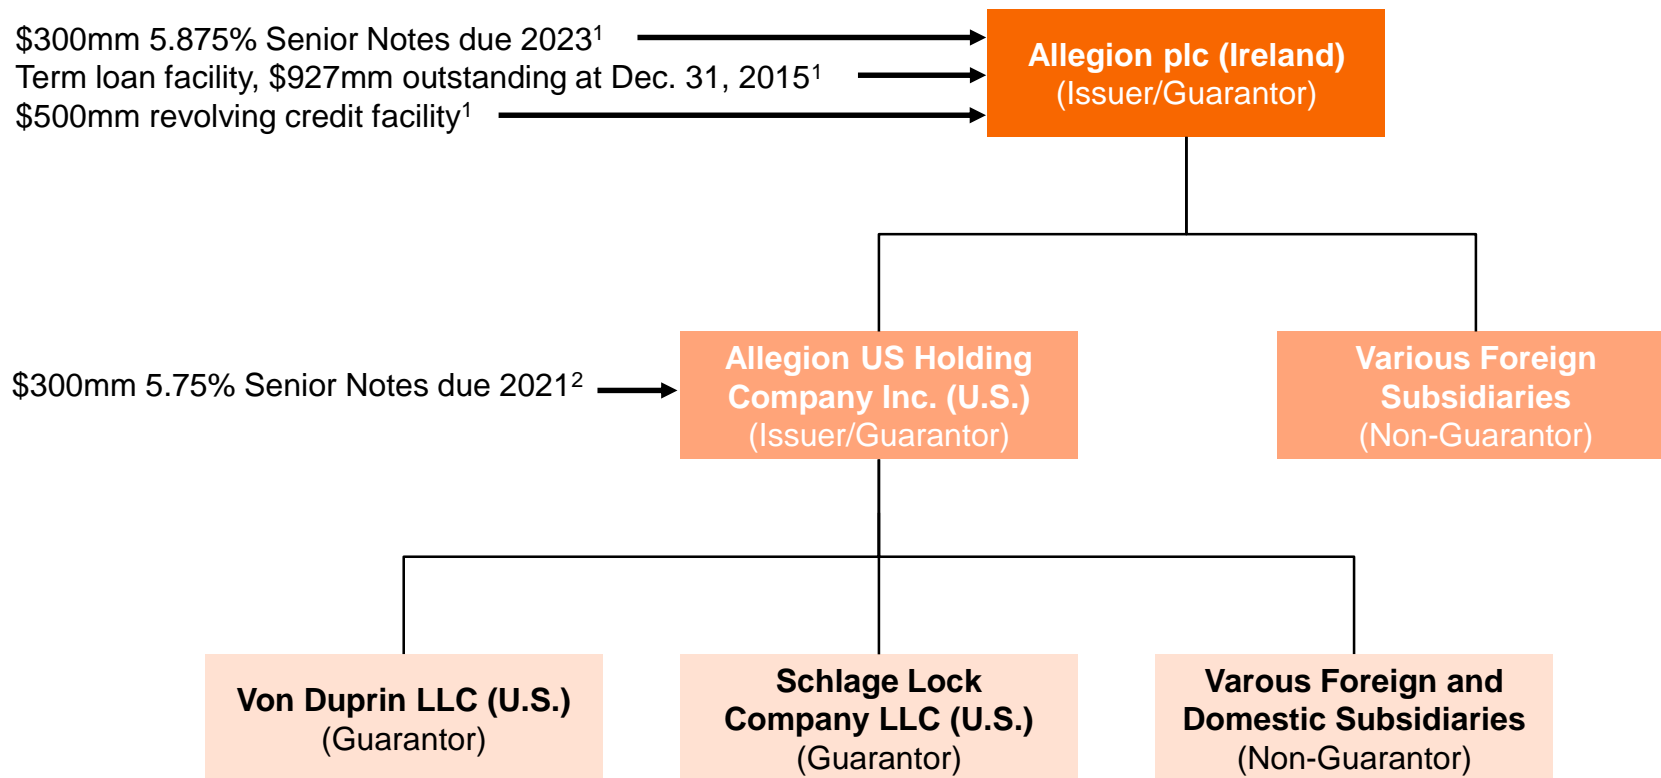 $300mm 5.875% Senior Notes due 2023¹
Term loan facility, $927mm outstanding at Dec. 31, 2015¹
$500mm revolving credit facility¹
Allegion plc (Ireland)
(Issuer/Guarantor)
$300mm 5.75% Senior Notes due 2021²
Allegion US Holding
Company Inc. (U.S.)
(Issuer/Guarantor)
Various Foreign
Subsidiaries
(Non-Guarantor)
Von Duprin LLC (U.S.)
(Guarantor)
Schlage Lock
Company LLC (U.S.)
(Guarantor)
Varous Foreign and
Domestic Subsidiaries
(Non-Guarantor)